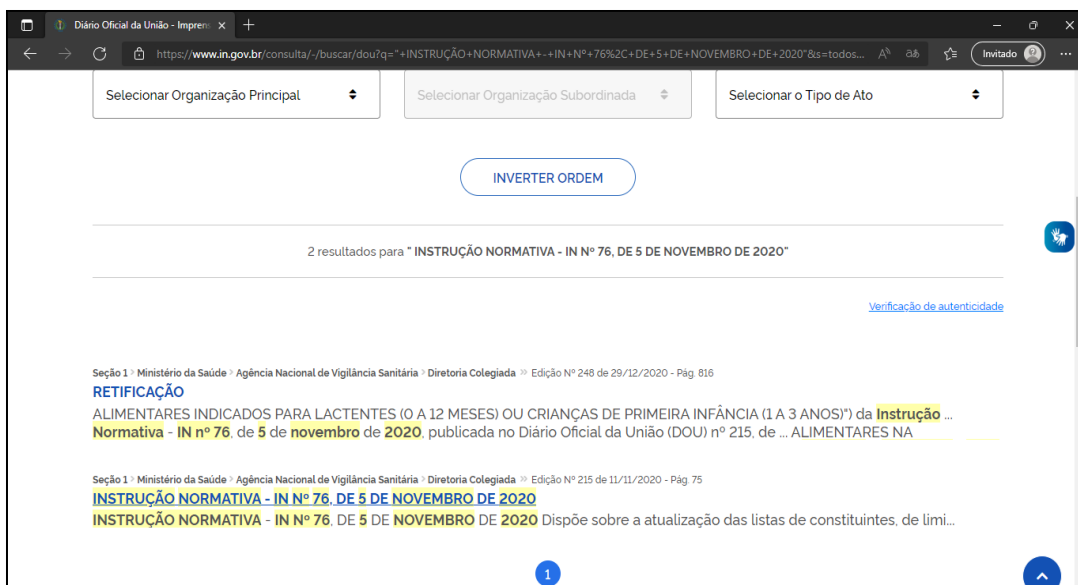 Diário Oficial da União - Imprens
https://www.in.gov.br/consulta/-/buscar/dou?q="+INSTRUÇÃO+NORMATIVA+-+IN+Nº+76%2C+DE+5+DE+NOVEMBRO+DE+2020"&s=todos...
Invitado
Selecionar Organização Principal
Selecionar Organização Subordinada
Selecionar o Tipo de Ato
INVERTER ORDEM
2 resultados para " INSTRUÇÃO NORMATIVA - IN Nº 76, DE 5 DE NOVEMBRO DE 2020"
Verificação de autenticidade
Seção 1 > Ministério da Saúde > Agência Nacional de Vigilância Sanitária > Diretoria Colegiada >> Edição Nº 248 de 29/12/2020 - Pág. 816
RETIFICAÇÃO
ALIMENTARES INDICADOS PARA LACTENTES (0 A 12 MESES) OU CRIANÇAS DE PRIMEIRA INFÂNCIA (1 A 3 ANOS)") da Instrução ...
Normativa - IN nº 76, de 5 de novembro de 2020, publicada no Diário Oficial da União (DOU) nº 215, de ... ALIMENTARES NA
Seção 1 > Ministério da Saúde > Agência Nacional de Vigilância Sanitária > Diretoria Colegiada >> Edição Nº 215 de 11/11/2020 - Pág. 75
INSTRUÇÃO NORMATIVA - IN Nº 76, DE 5 DE NOVEMBRO DE 2020
INSTRUÇÃO NORMATIVA - IN Nº 76, DE 5 DE NOVEMBRO DE 2020 Dispõe sobre a atualização das listas de constituintes, de limi...
1